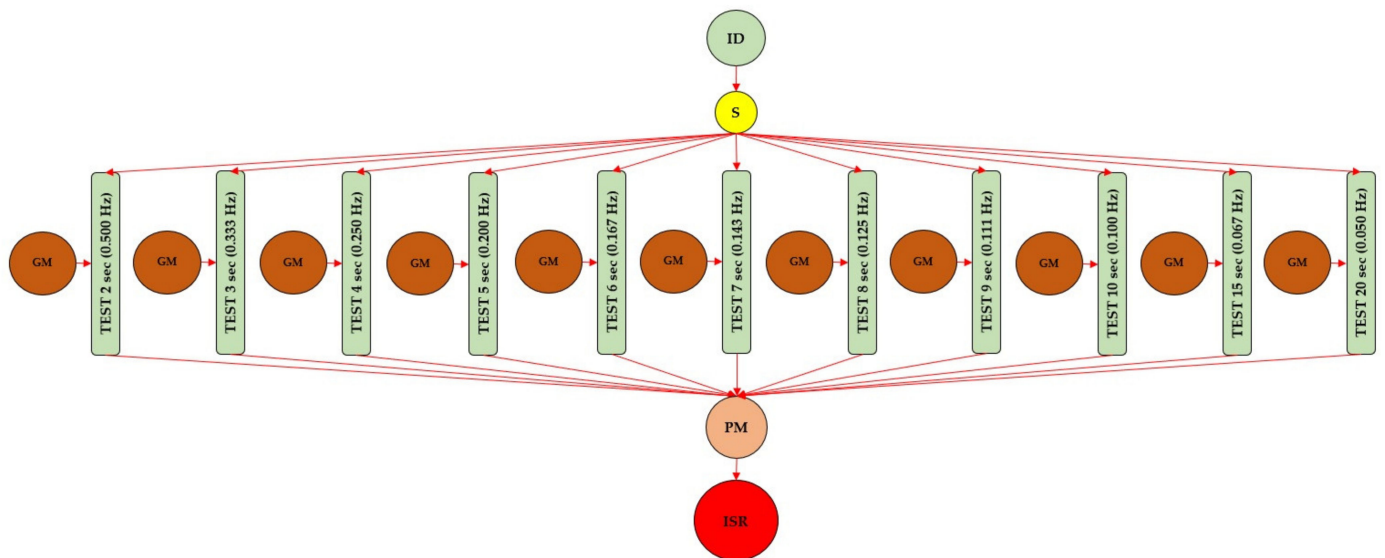 ID
S
GM
TEST 2 sec (0.500 Hz)
GM
TEST 3 sec (0.333 Hz)
GM
TEST 4 sec (0.250 Hz)
GM
TEST 5 sec (0.200 Hz)
GM
TEST 6 sec (0.167 Hz)
GM
TEST 7 sec (0.143 Hz)
GM
TEST 8 sec (0.125 Hz)
GM
TEST 9 sec (0.111 Hz)
GM
TEST 10 sec (0.100 Hz)
GM
TEST 15 sec (0.067 Hz)
GM
TEST 20 sec (0.050 Hz)
PM
ISR